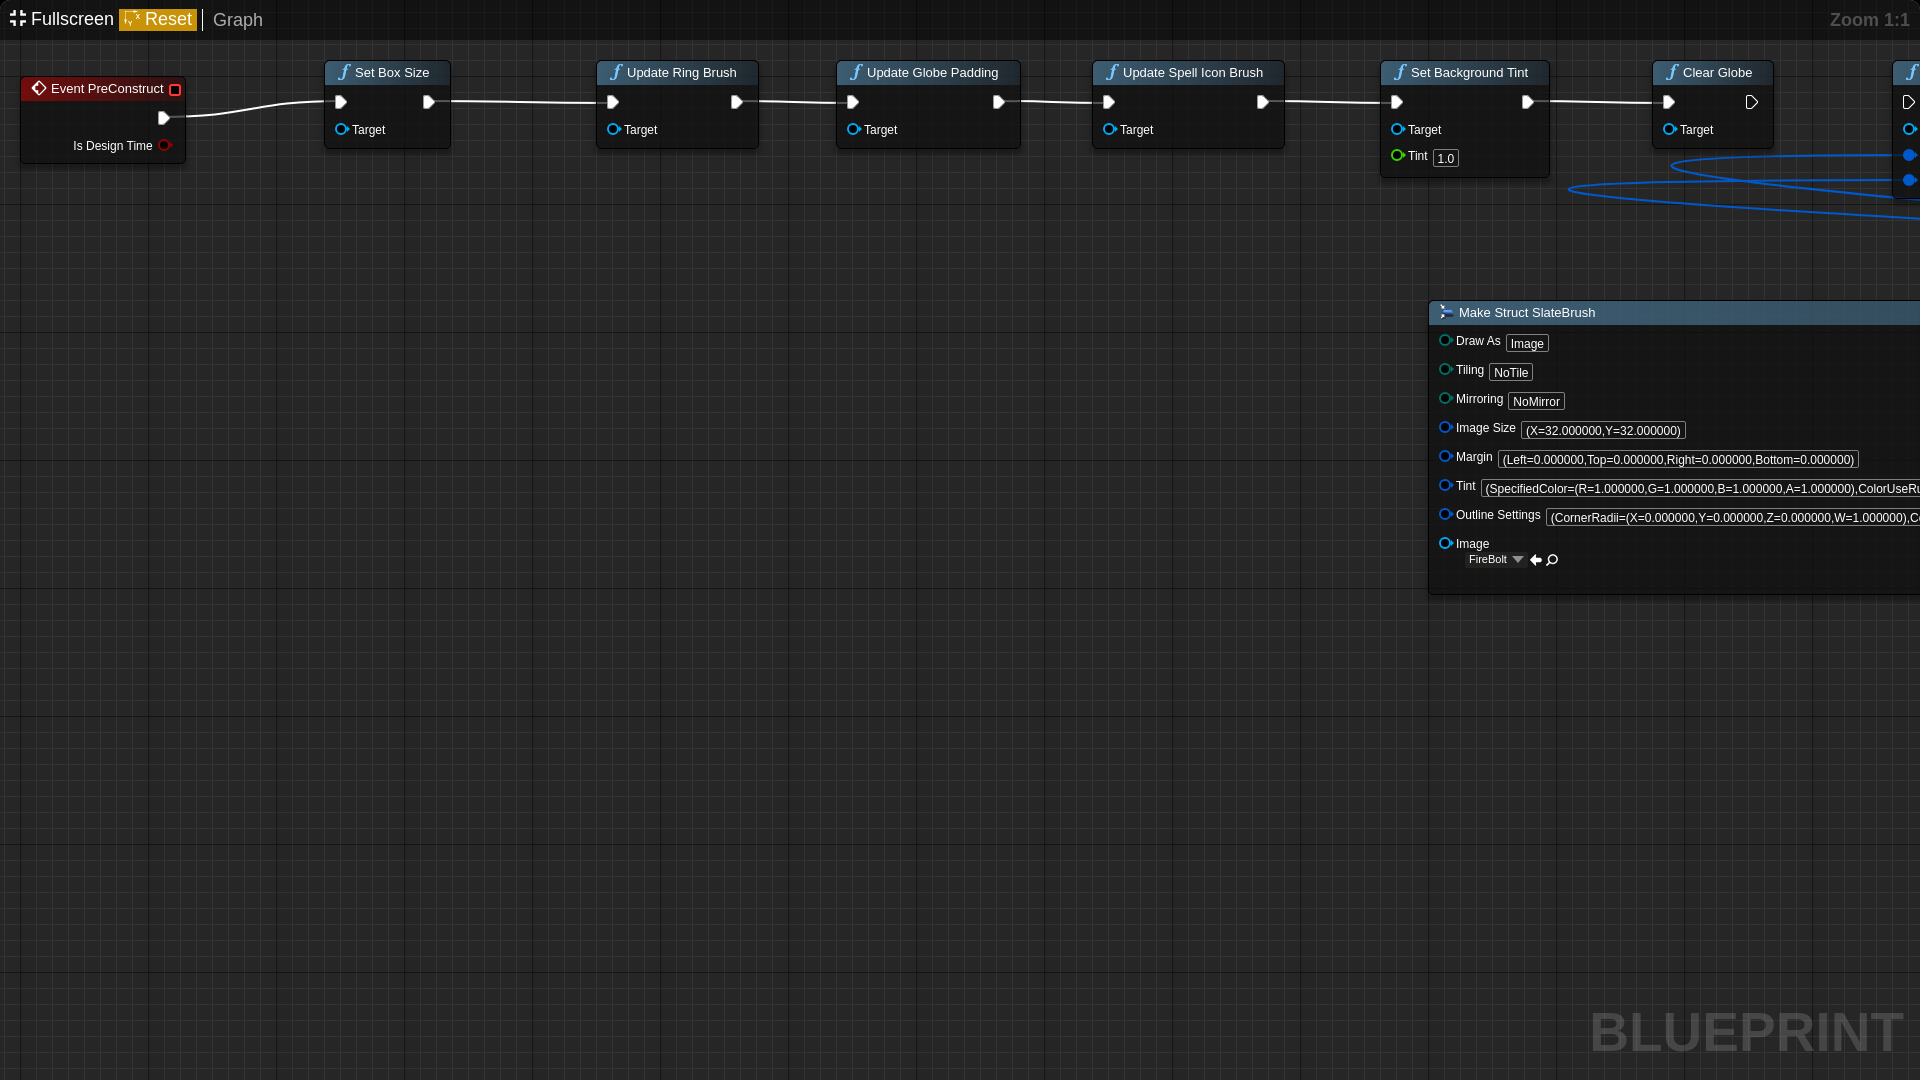 Fullscreen Reset Graph
Zoom 1:1
Event PreConstruct
Is Design Time
Set Box Size
Target
Update Ring Brush
Target
Update Globe Padding
Target
Update Spell Icon Brush
Target
Set Background Tint
Target
Tint 1.0
Clear Globe
Target
Make Struct SlateBrush
Draw As Image
Tiling NoTile
Mirroring NoMirror
Image Size (X=32.000000,Y=32.000000)
Margin (Left=0.000000,Top=0.000000,Right=0.000000,Bottom=0.000000)
Tint (SpecifiedColor=(R=1.000000,G=1.000000,B=1.000000,A=1.000000),ColorUseRu
Outline Settings (CornerRadii=(X=0.000000,Y=0.000000,Z=0.000000,W=1.000000),Co
Image
FireBolt
BLUEPRINT